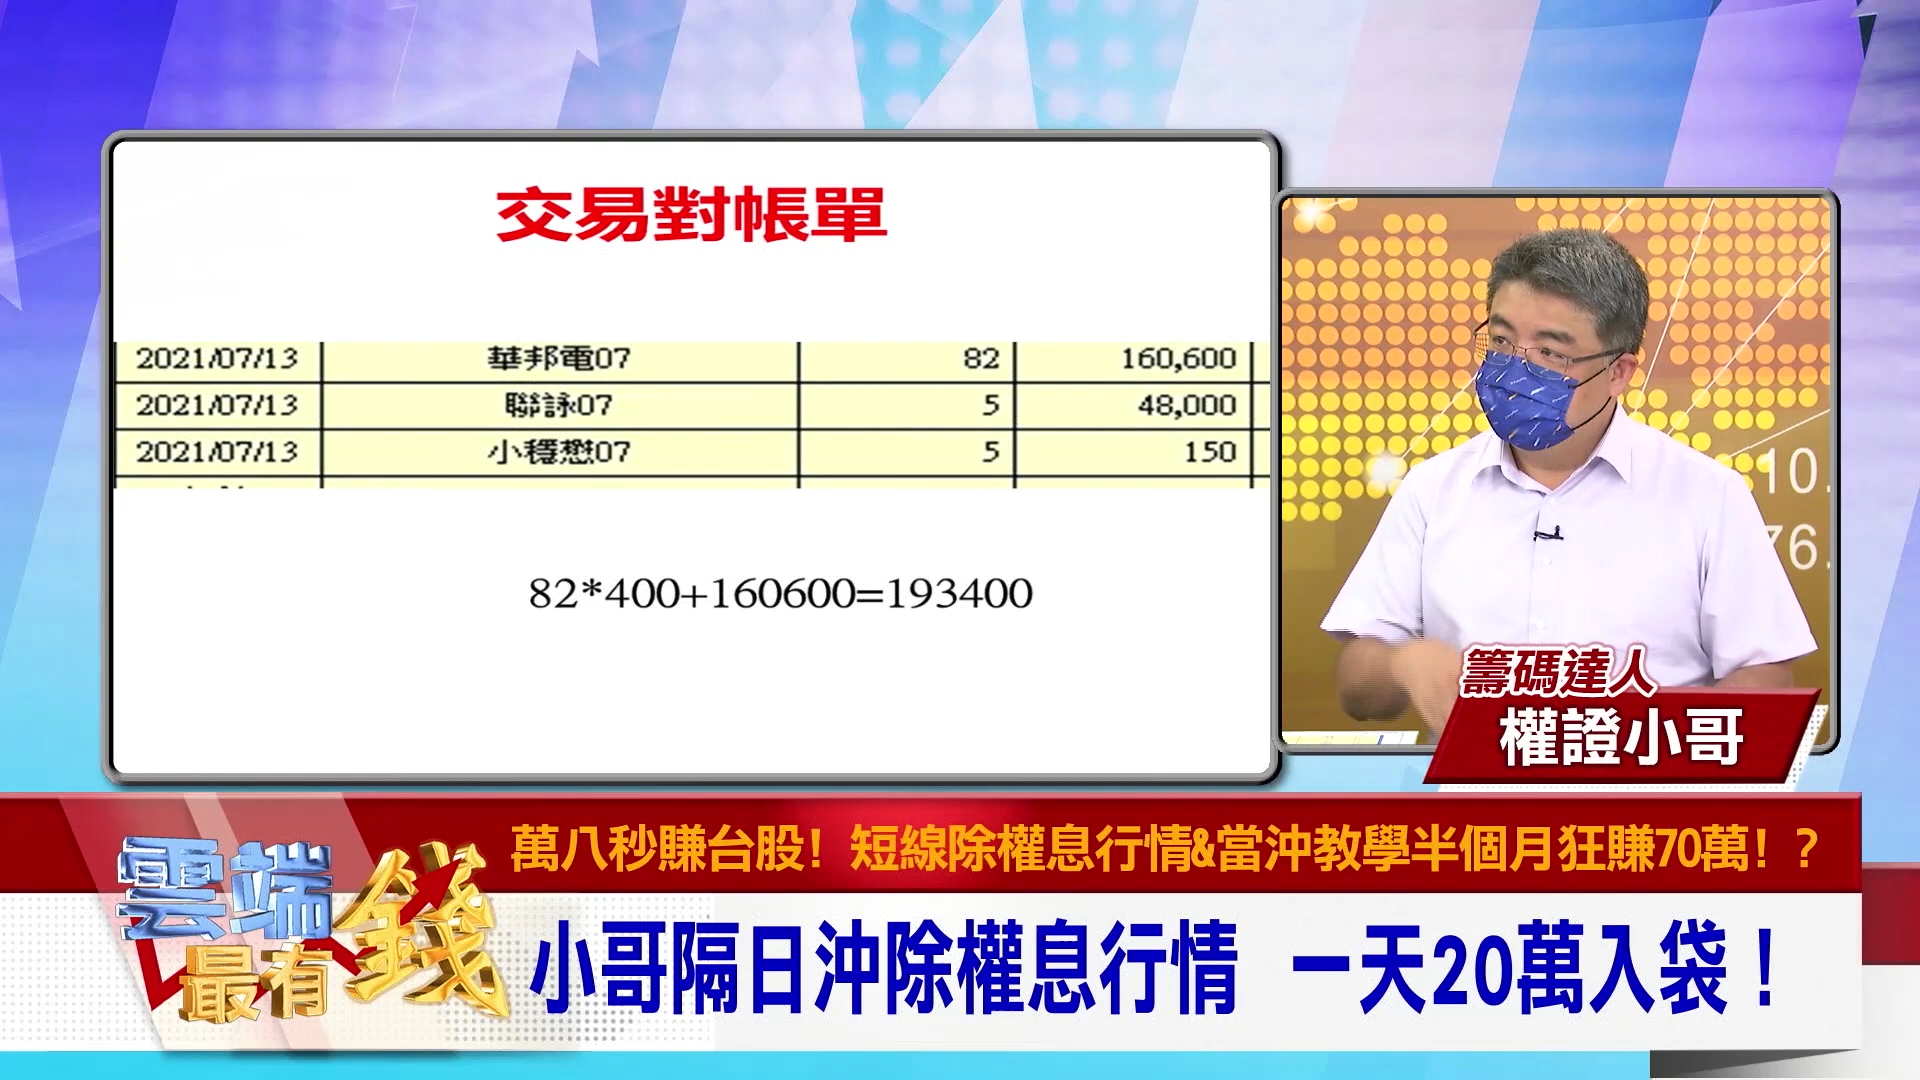 交易對帳單
2021/07/13 華邦電07 82 160,600
2021/07/13 聯詠07 5 48,000
2021/07/13 小穩懋07 5 150
82*400+160600=193400
10.
76.
籌碼達人
權證小哥
雲端
最有錢
萬八秒賺台股！短線除權息行情&當沖教學半個月狂賺70萬！？
小哥隔日沖除權息行情 一天20萬入袋！